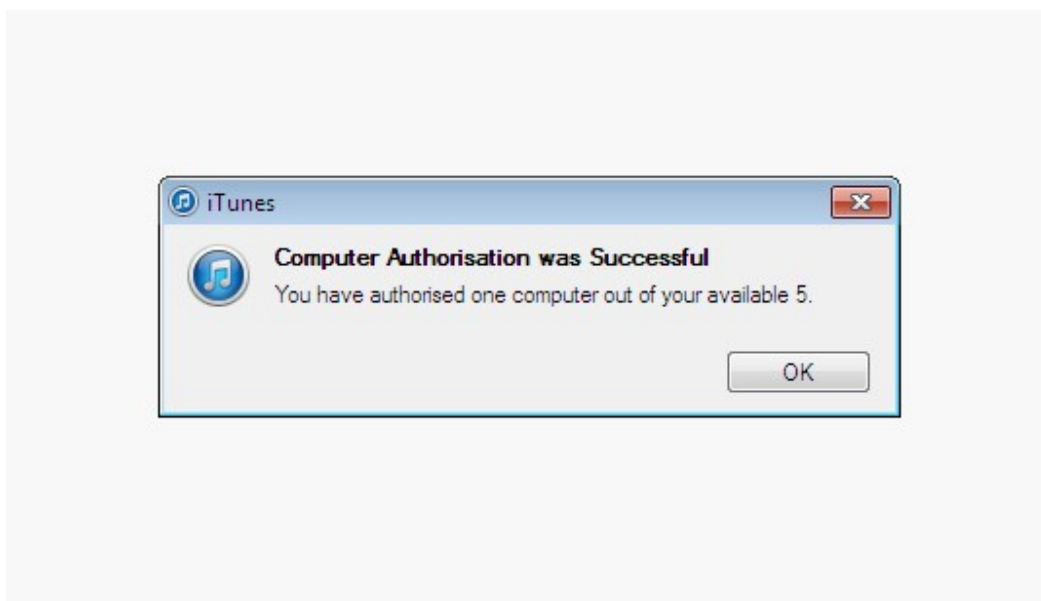 iTunes
Computer Authorisation was Successful
You have authorised one computer out of your available 5.
OK